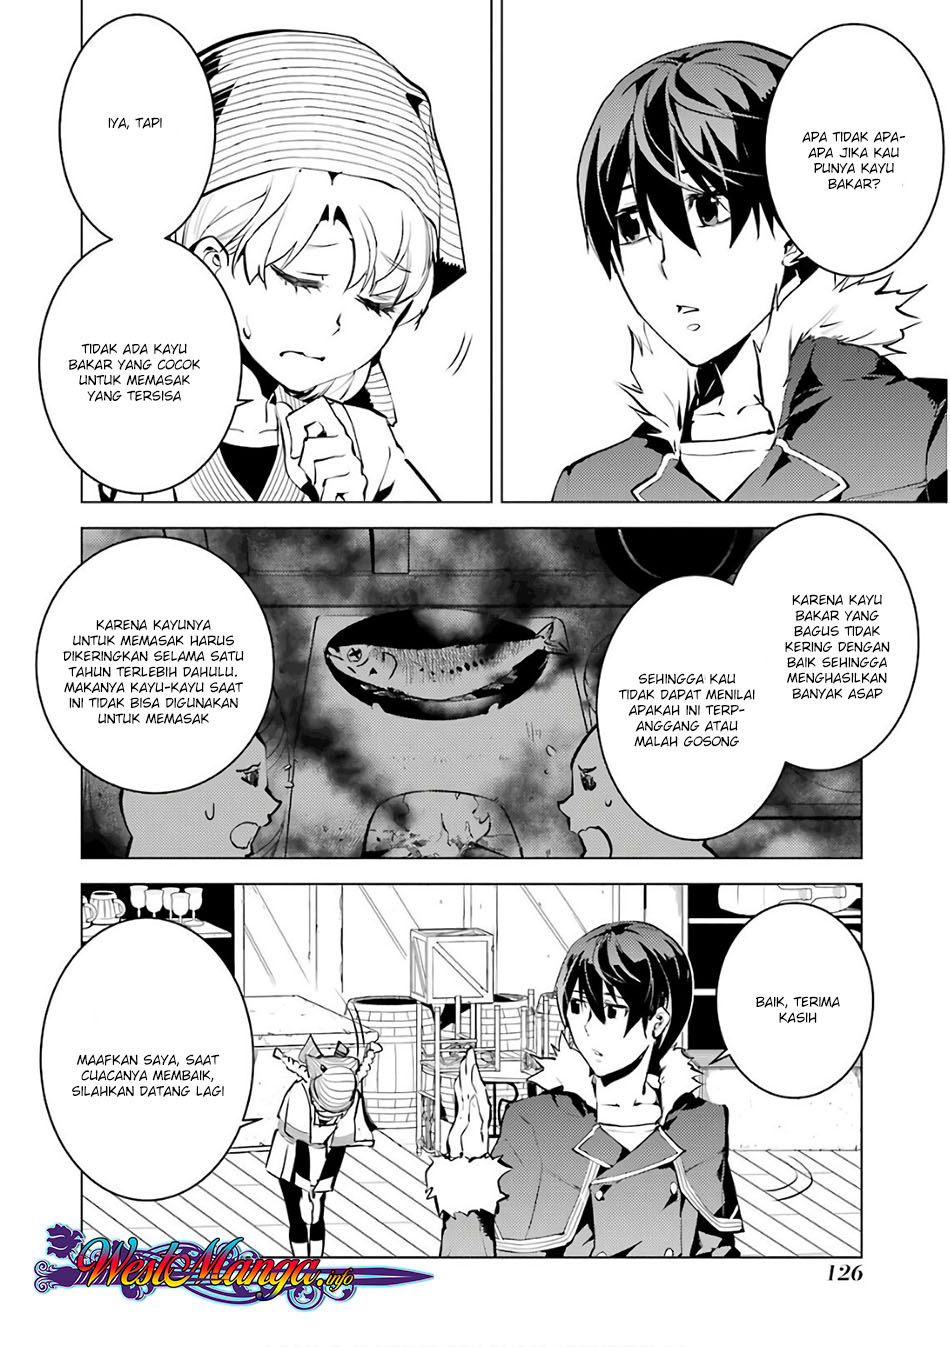 APA TIDAK APA-
APA JIKA KAU
PUNYA KAYU
BAKAR?
IYA, TAPI
TIDAK ADA KAYU
BAKAR YANG COCOK
UNTUK MEMASAK
YANG TERSISA
KARENA KAYU
BAKAR YANG
BAGUS TIDAK
KERING DENGAN
BAIK SEHINGGA
MENGHASILKAN
BANYAK ASAP
SEHINGGA KAU
TIDAK DAPAT MENILAI
APAKAH INI TERP-
ANGGANG ATAU
MALAH GOSONG
KARENA KAYUNYA
UNTUK MEMASAK HARUS
DIKERINGKAN SELAMA SATU
TAHUN TERLEBIH DAHULU.
MAKANYA KAYU-KAYU SAAT
INI TIDAK BISA DIGUNAKAN
UNTUK MEMASAK
BAIK, TERIMA
KASIH
MAAFKAN SAYA, SAAT
CUACANYA MEMBAIK,
SILAHKAN DATANG LAGI
WestManga.info
126